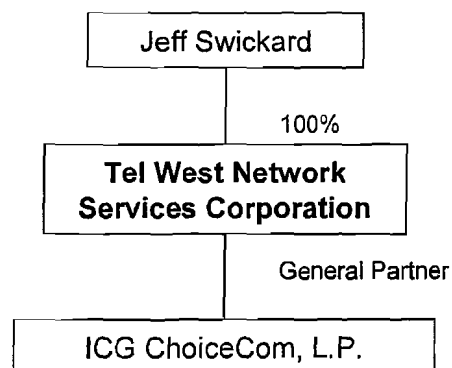 Jeff Swickard
100%
Tel West Network
Services Corporation
General Partner
ICG ChoiceCom, L.P.